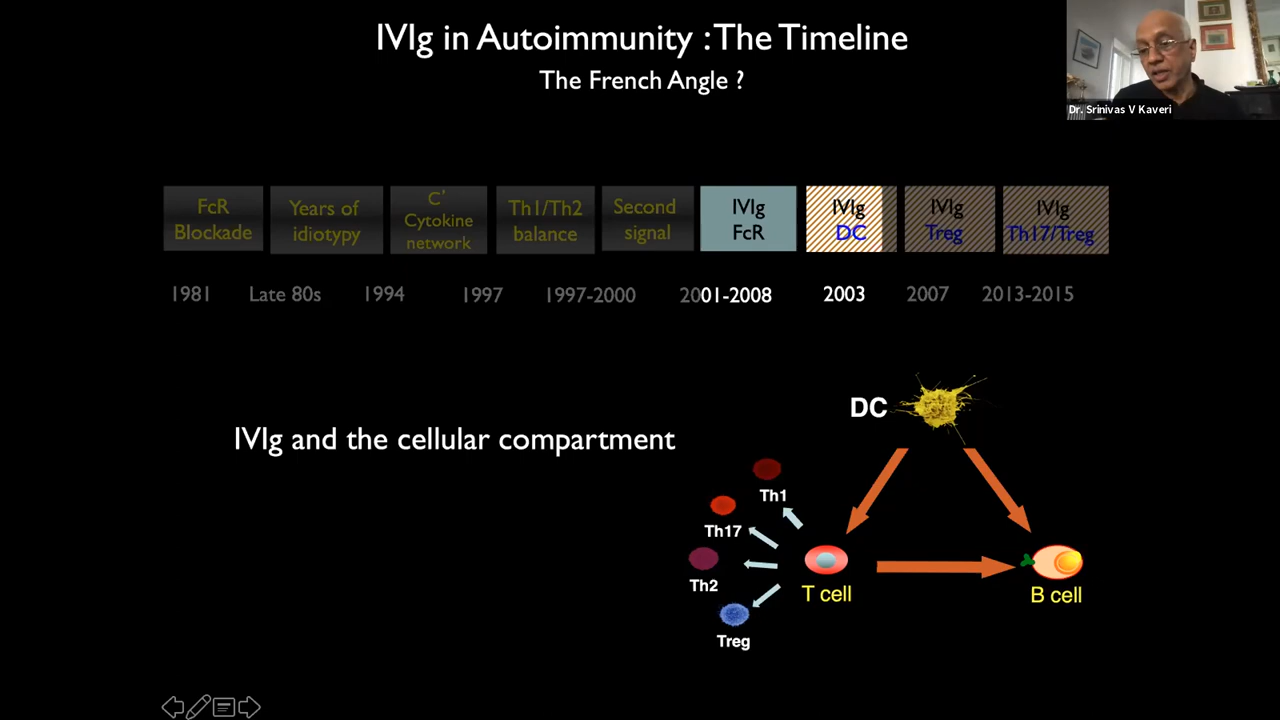 IVIg in Autoimmunity : The Timeline
The French Angle ?
Dr. Srinivas V Kaveri
FcR
Blockade
Years of
idiotypy
C'
Cytokine
network
Th1/Th2
balance
Second
signal
IVIg
FcR
IVIg
DC
IVIg
Treg
IVIg
Th17/Treg
1981
Late 80s
1994
1997
1997-2000
2001-2008
2003
2007
2013-2015
IVIg and the cellular compartment
DC
Th1
Th17
Th2
Treg
T cell
B cell